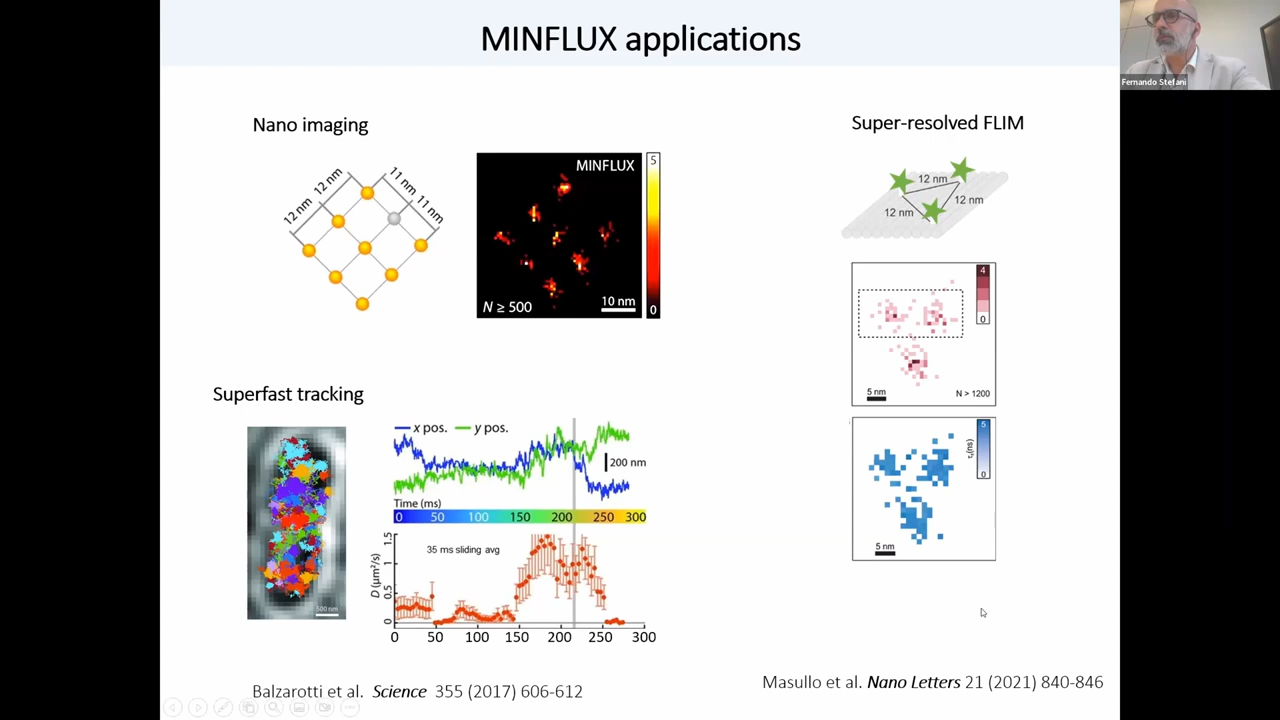 MINFLUX applications
Fernando Stefani
Nano imaging
12 nm
12 nm
11 nm
11 nm
MINFLUX
N ≥ 500
10 nm
5
0
Super-resolved FLIM
12 nm
12 nm
12 nm
4
0
5 nm
N > 1200
5
0
τf(ns)
5 nm
Superfast tracking
500 nm
x pos.
y pos.
200 nm
Time (ms)
0 50 100 150 200 250 300
35 ms sliding avg
D (μm²/s)
1.5
1
0.5
0
0 50 100 150 200 250 300
Balzarotti et al. Science 355 (2017) 606-612
Masullo et al. Nano Letters 21 (2021) 840-846